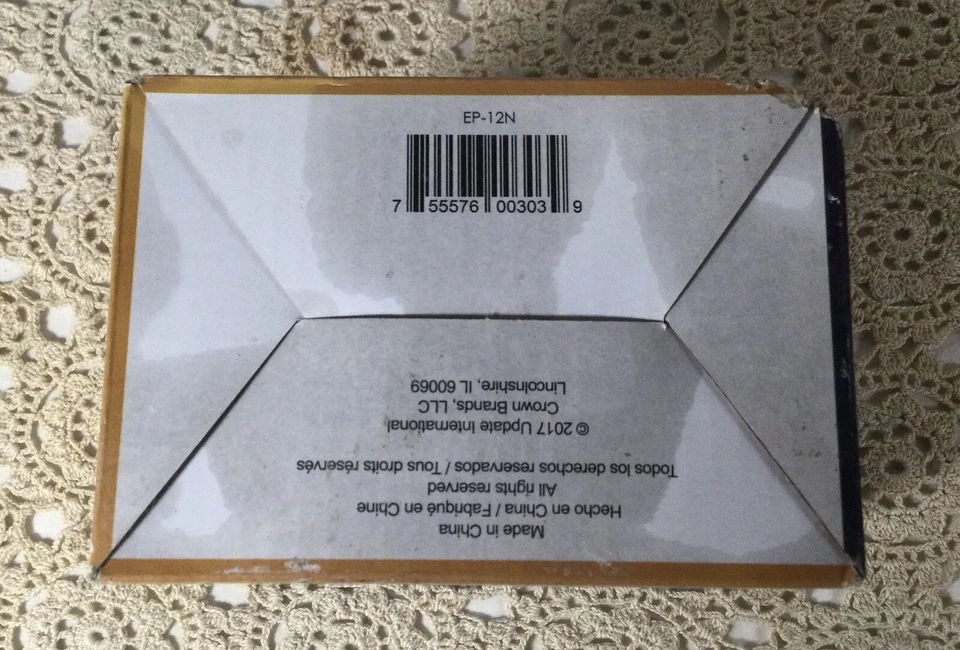 EP-12N
7 55576 00303 9
Made in China
Hecho en China / Fabriqué en Chine
All rights reserved
Todos los derechos reservados / Tous droits réservés
© 2017 Update International
Crown Brands, LLC
Lincolnshire, IL 60069